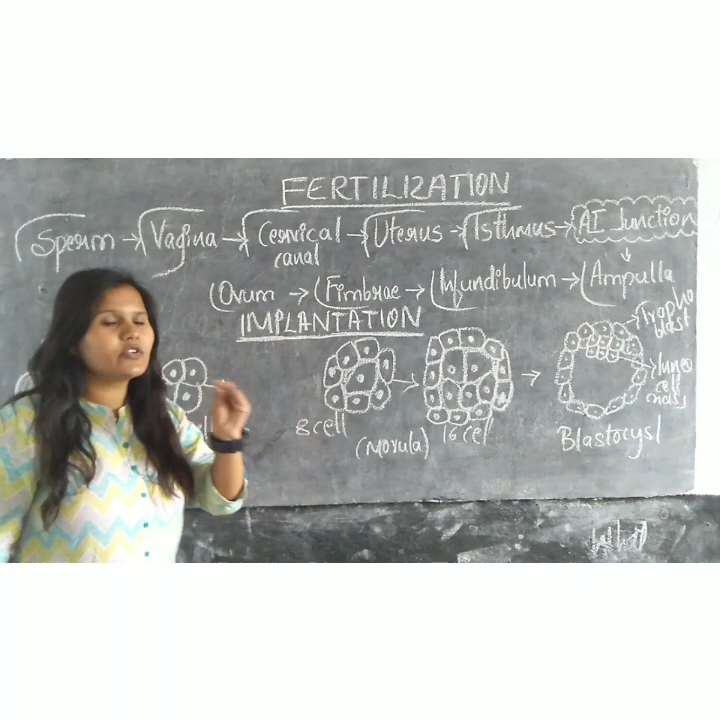 FERTILIZATION
Sperm → Vagina → Cervical canal → Uterus → Isthmus → AI Junction
↓
Ovum → Fimbrae → Infundibulum → Ampulla
IMPLANTATION
Tropho
blast
Inner
cell
mass
8 cell
(Morula)
16 cell
Blastocyst